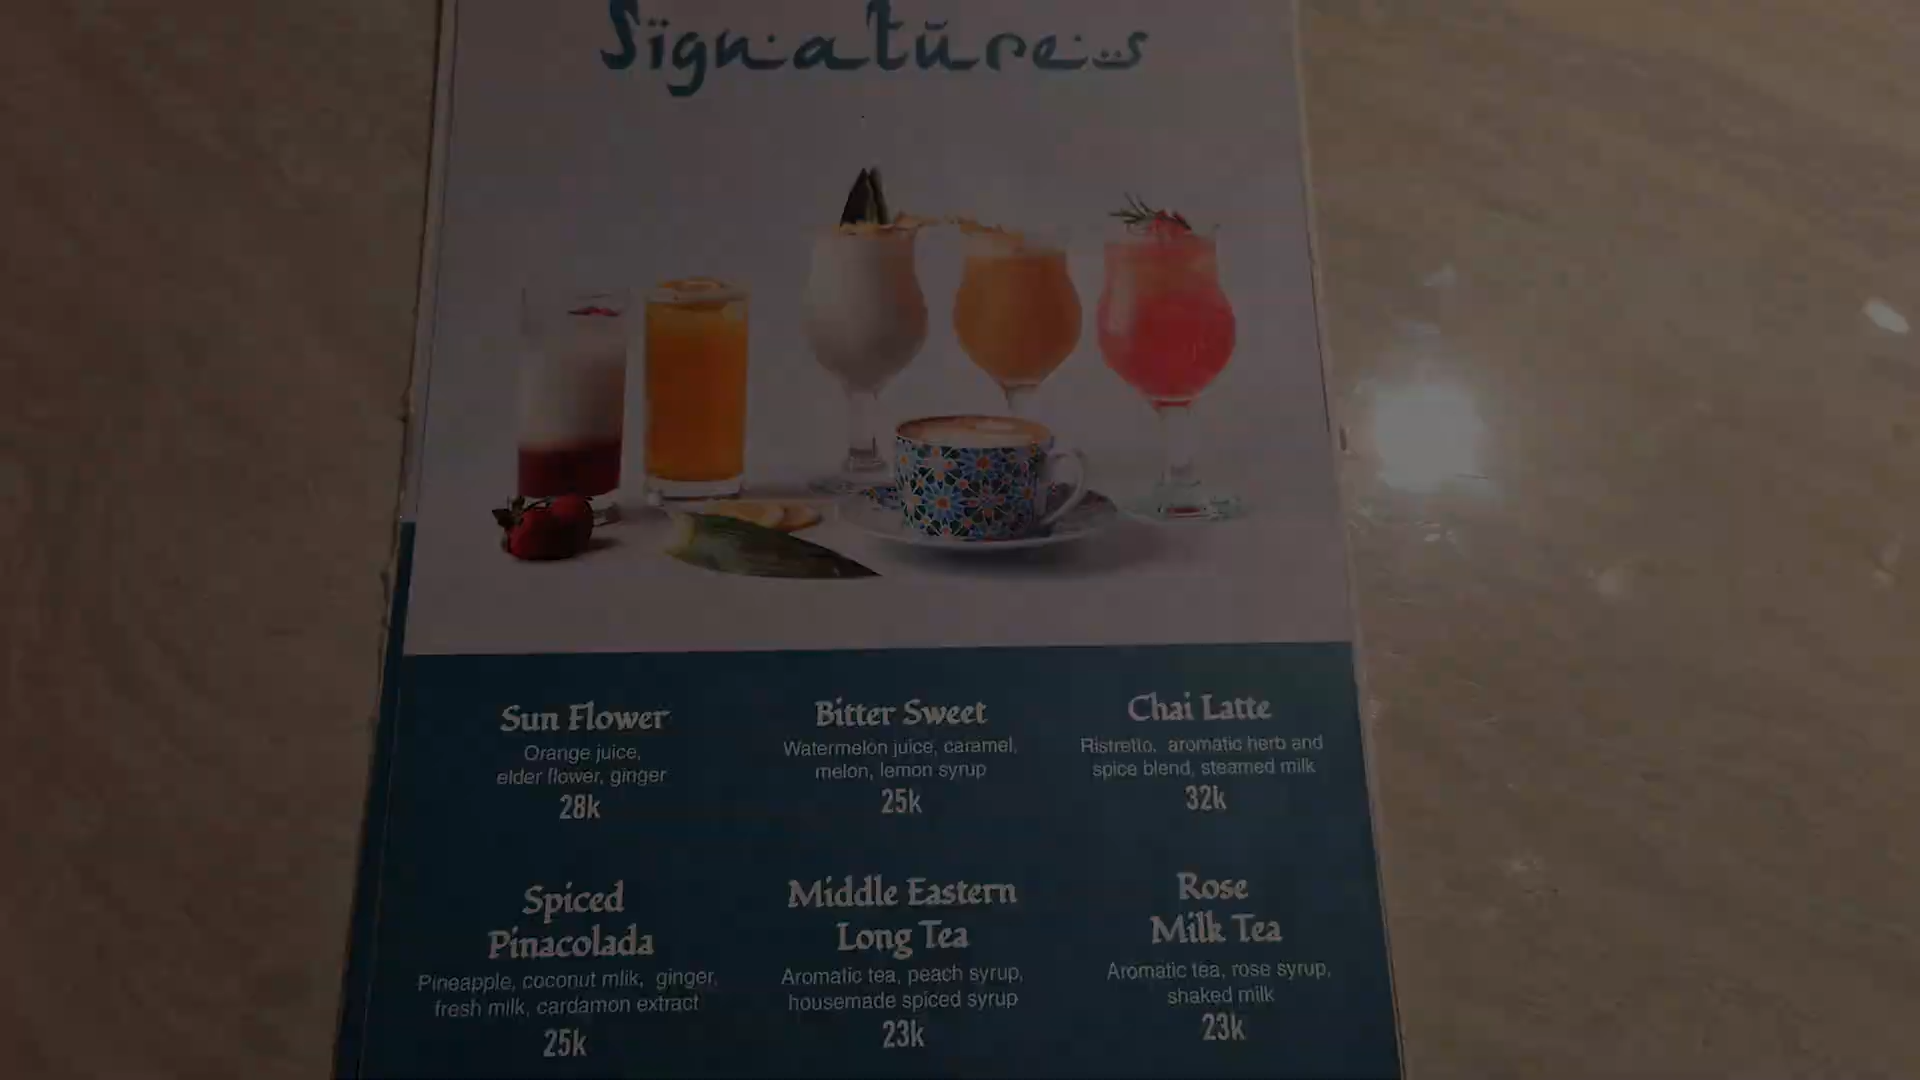 Signatures
Sun Flower
Orange juice,
elder flower, ginger
28k
Bitter Sweet
Watermelon juice, caramel,
melon, lemon syrup
25k
Chai Latte
Ristretto, aromatic herb and
spice blend, steamed milk
32k
Spiced
Pinacolada
Pineapple, coconut mlik, ginger,
fresh milk, cardamon extract
25k
Middle Eastern
Long Tea
Aromatic tea, peach syrup,
housemade spiced syrup
23k
Rose
Milk Tea
Aromatic tea, rose syrup,
shaked milk
23k